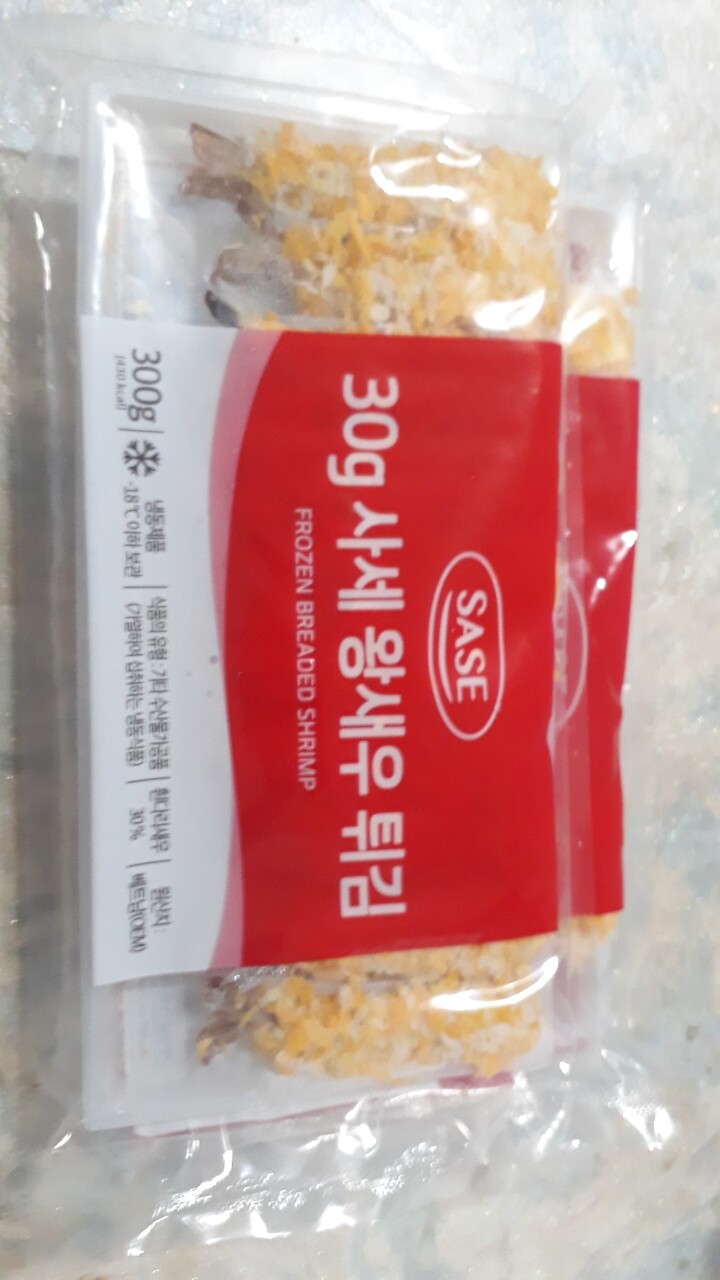 SASE
30g 사세 왕새우 튀김
FROZEN BREADED SHRIMP
300g
[430 kcal]
냉동제품
-18℃ 이하 보관
식품의 유형 : 기타 수산물가공품
(가열하여 섭취하는 냉동식품)
흰다리새우
30%
원산지 :
베트남(OEM)